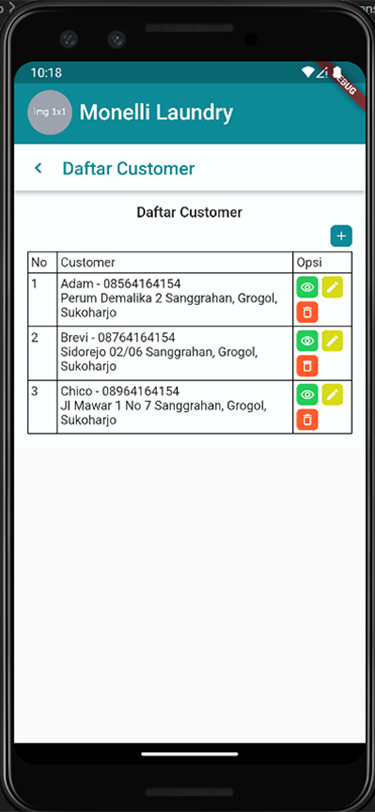 10:18
DEBUG
Img 1x1
Monelli Laundry
Daftar Customer
Daftar Customer
No Customer Opsi
1 Adam - 08564164154
Perum Demalika 2 Sanggrahan, Grogol,
Sukoharjo
2 Brevi - 08764164154
Sidorejo 02/06 Sanggrahan, Grogol,
Sukoharjo
3 Chico - 08964164154
Jl Mawar 1 No 7 Sanggrahan, Grogol,
Sukoharjo